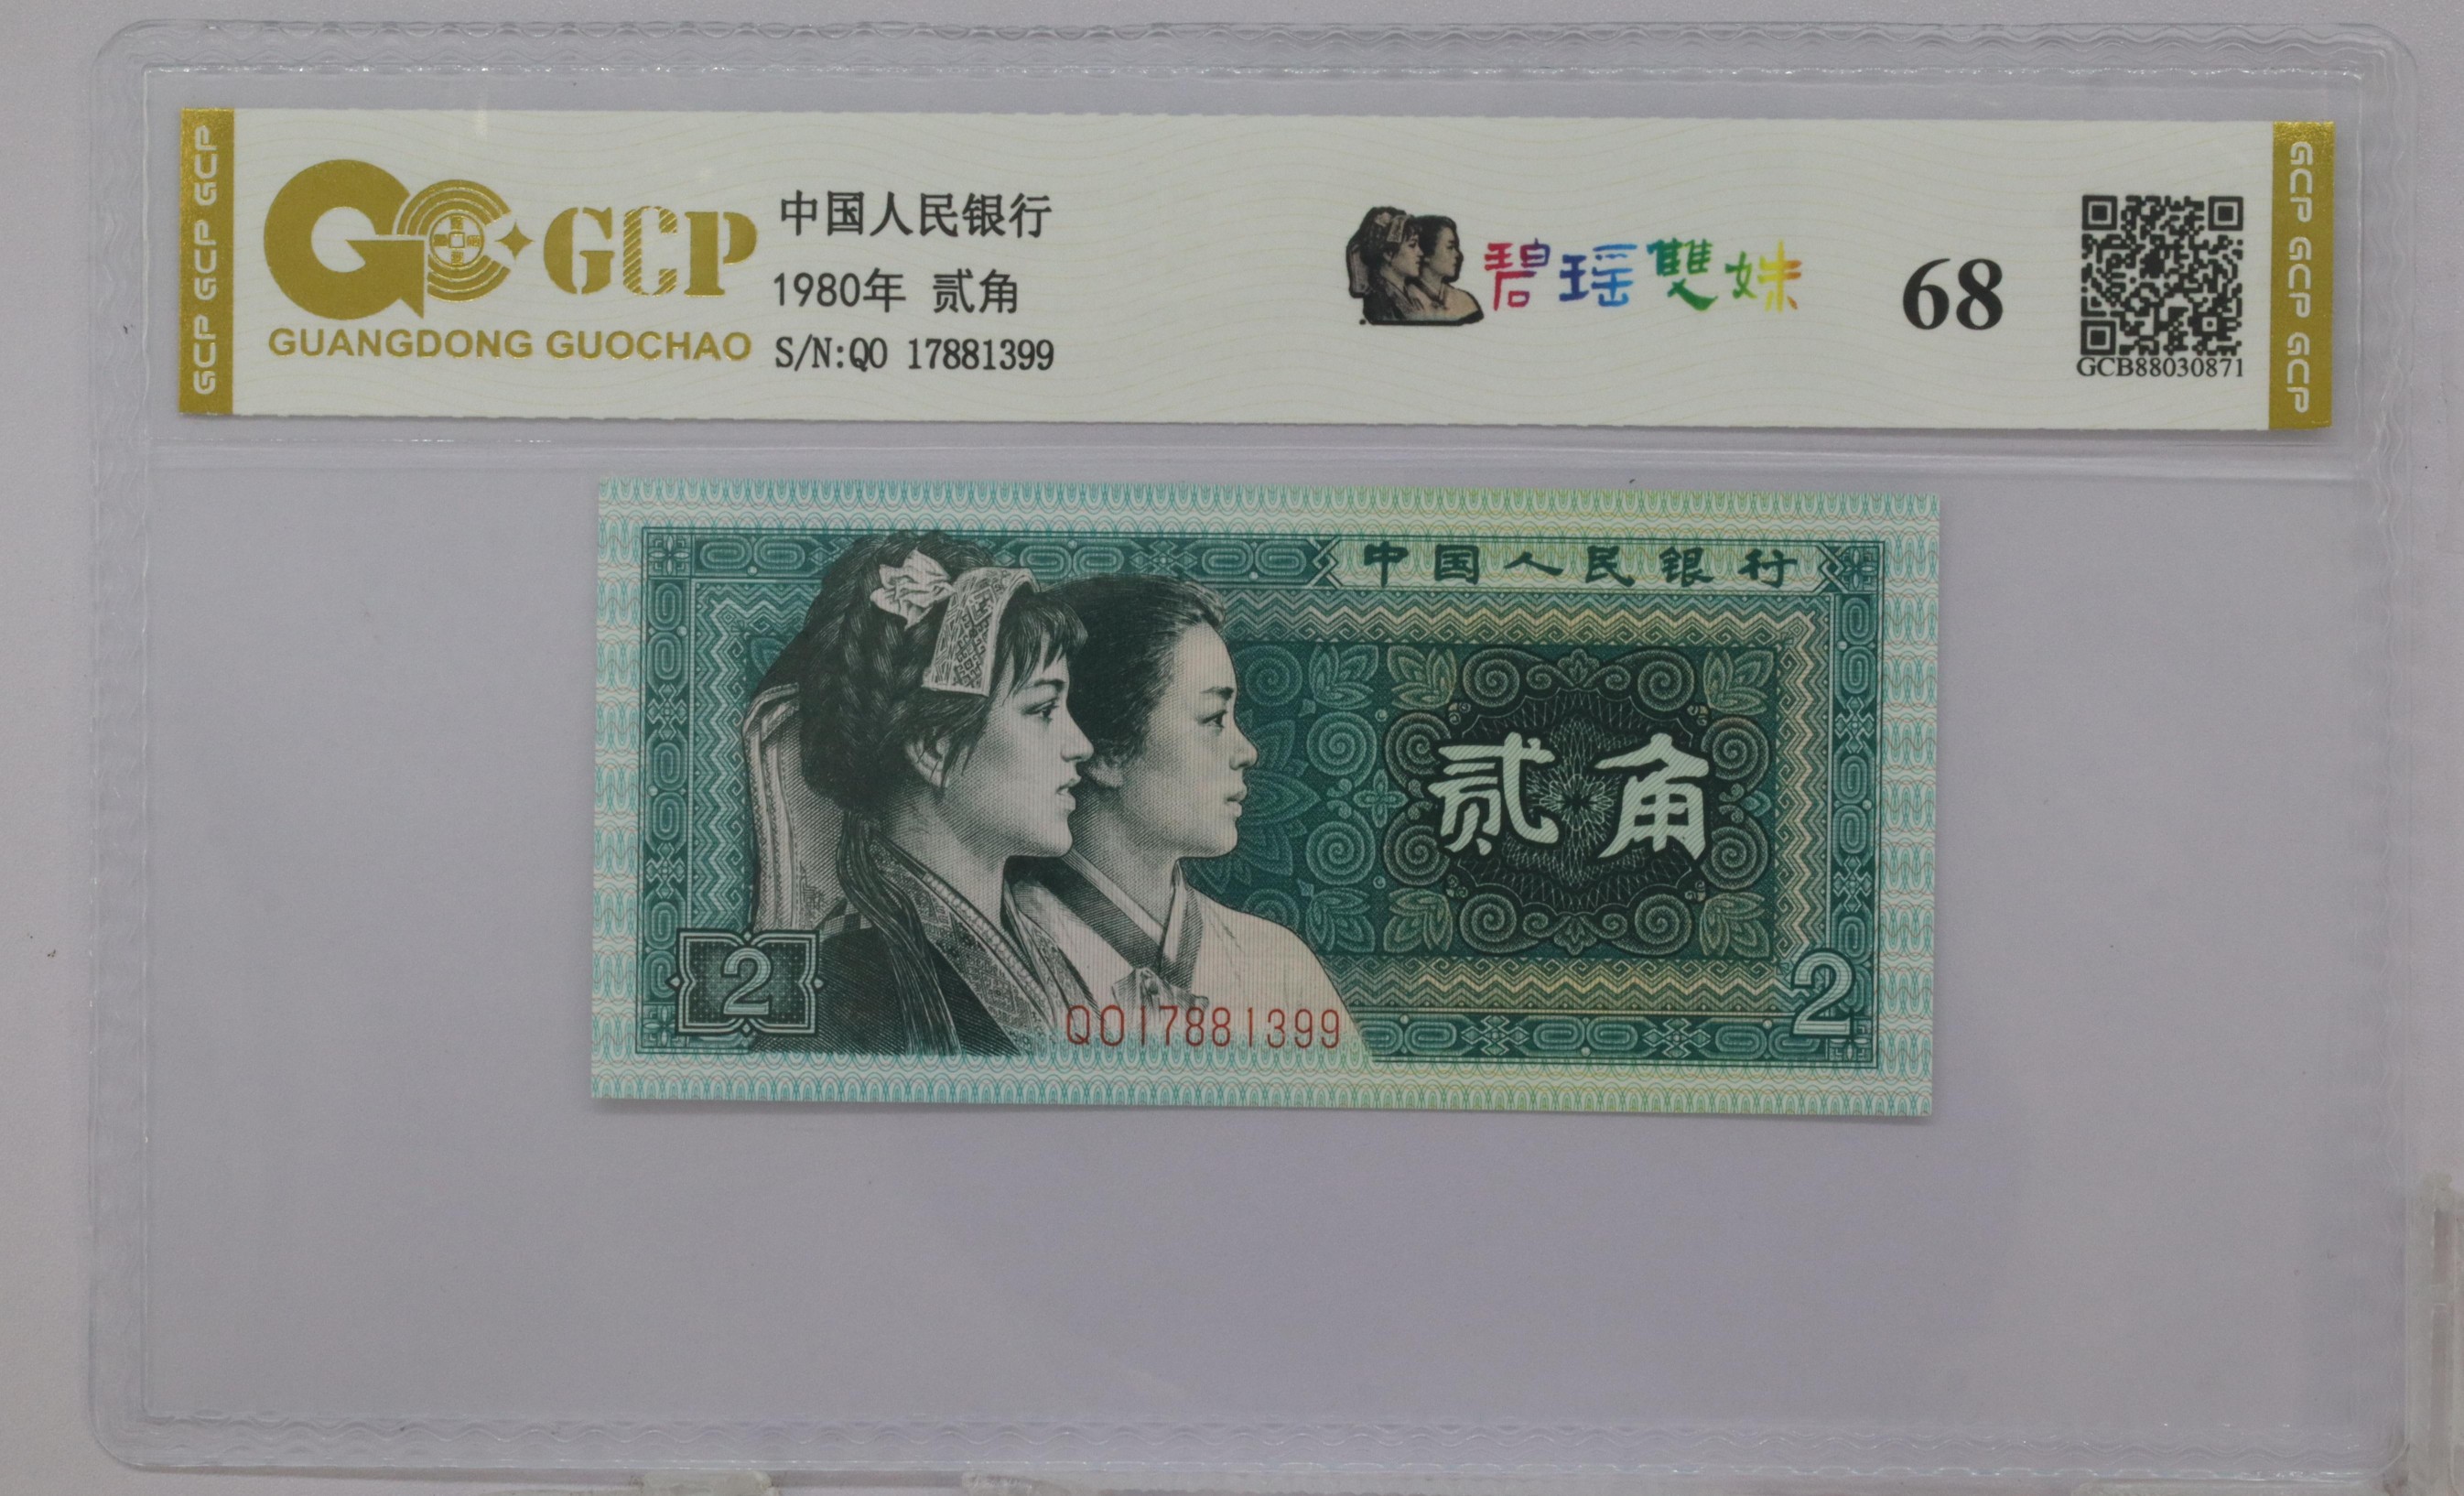 GCP GCP GCP
GCP
GUANGDONG GUOCHAO
中国人民银行
1980年 贰角
S/N:QO 17881399
碧瑶雙妹
68
GCB88030871
GCP GCP GCP
中国人民银行
贰角
2
QO17881399
2